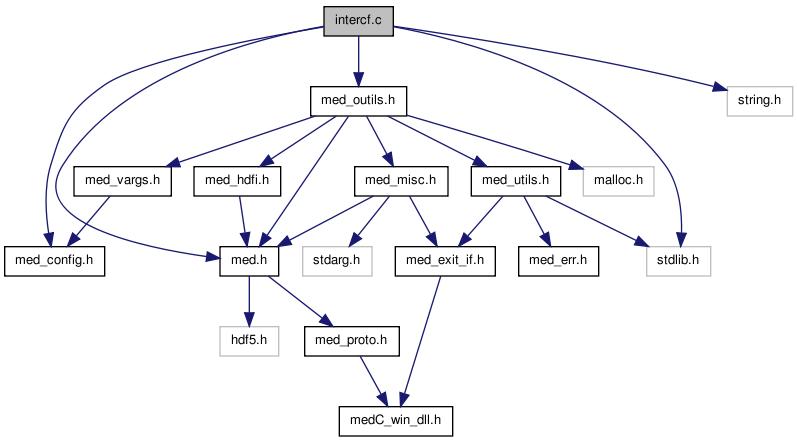 intercf.c
med_outils.h
string.h
med_vargs.h
med_hdfi.h
med_misc.h
med_utils.h
malloc.h
med_config.h
med.h
stdarg.h
med_exit_if.h
med_err.h
stdlib.h
hdf5.h
med_proto.h
medC_win_dll.h